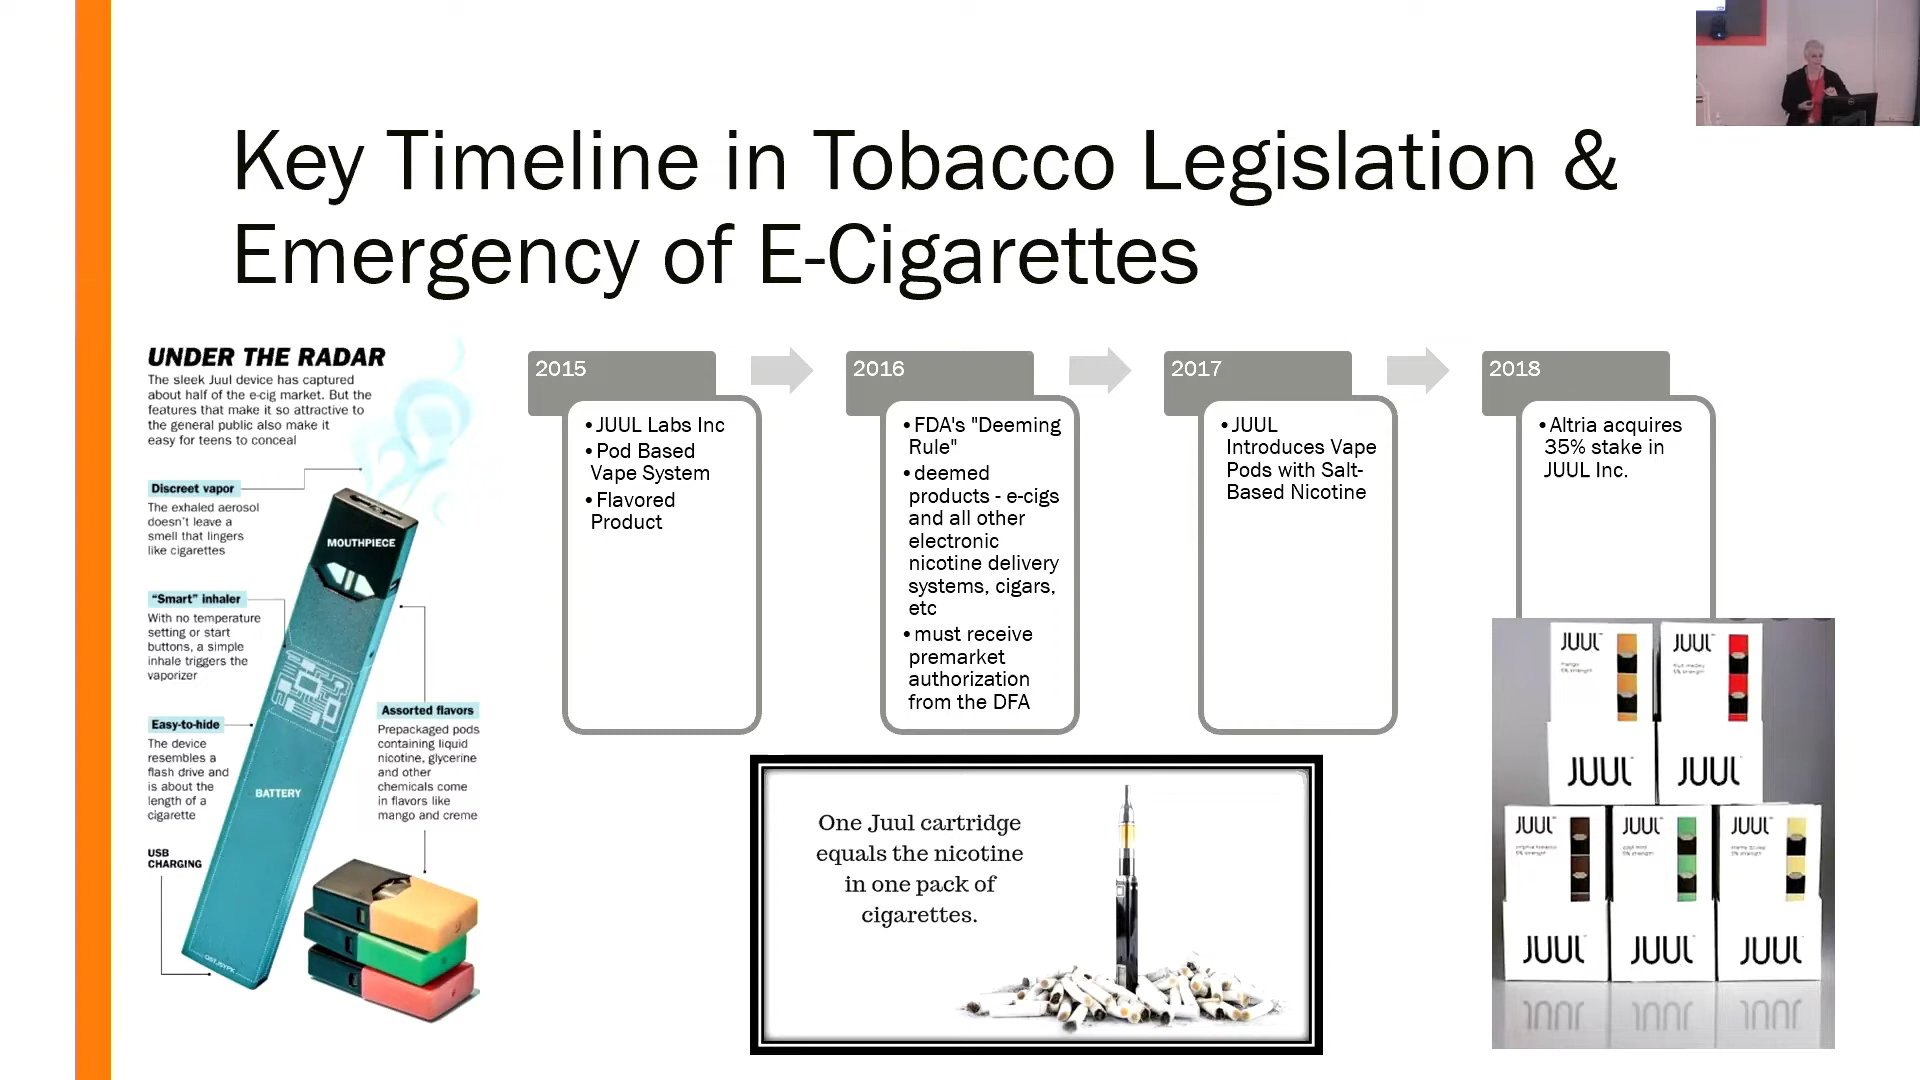 Key Timeline in Tobacco Legislation &
Emergency of E-Cigarettes
UNDER THE RADAR
The sleek Juul device has captured
about half of the e-cig market. But the
features that make it so attractive to
the general public also make it
easy for teens to conceal
Discreet vapor
The exhaled aerosol
doesn't leave a
smell that lingers
like cigarettes
MOUTHPIECE
"Smart" inhaler
With no temperature
setting or start
buttons, a simple
inhale triggers the
vaporizer
Easy-to-hide
The device
resembles a
flash drive and
is about the
length of a
cigarette
BATTERY
Assorted flavors
Prepackaged pods
containing liquid
nicotine, glycerine
and other
chemicals come
in flavors like
mango and creme
USB
CHARGING
2015
•JUUL Labs Inc
•Pod Based
Vape System
•Flavored
Product
2016
•FDA's "Deeming
Rule"
•deemed
products - e-cigs
and all other
electronic
nicotine delivery
systems, cigars,
etc
•must receive
premarket
authorization
from the DFA
2017
•JUUL
Introduces Vape
Pods with Salt-
Based Nicotine
2018
•Altria acquires
35% stake in
JUUL Inc.
One Juul cartridge
equals the nicotine
in one pack of
cigarettes.
JUUL
JUUL
JUUL
JUUL
JUUL
JUUL
JUUL
JUUL
JUUL
JUUL